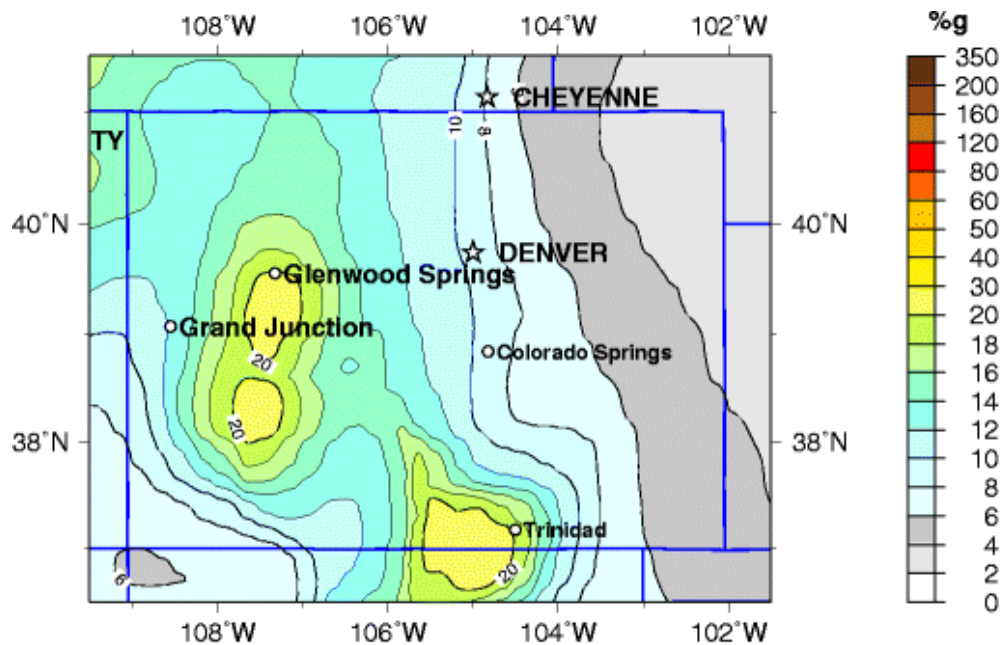 108˚W 106˚W 104˚W 102˚W
%g
350
200
160
120
80
60
50
40
30
20
18
16
14
12
10
8
6
4
2
0
CHEYENNE
10
8
TY
40˚N 40˚N
DENVER
Glenwood Springs
Grand Junction
Colorado Springs
20
20
38˚N 38˚N
Trinidad
20
6
108˚W 106˚W 104˚W 102˚W